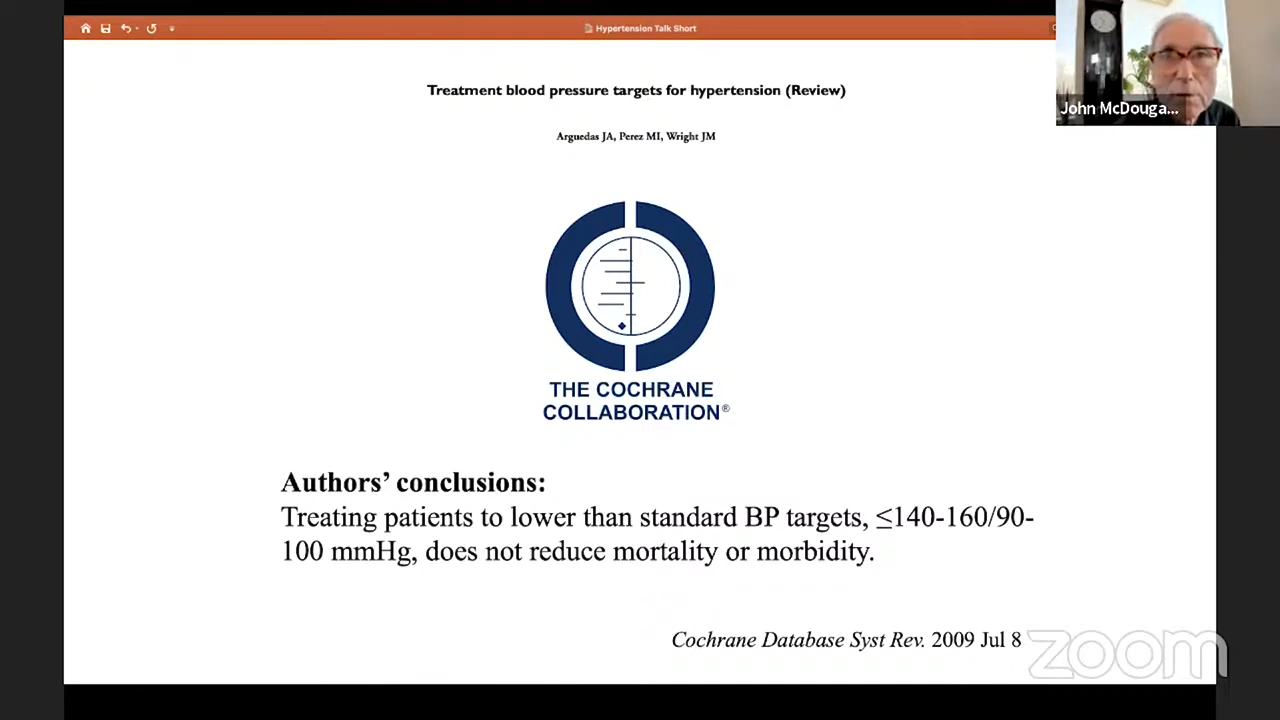 Hypertension Talk Short
John McDouga...
Treatment blood pressure targets for hypertension (Review)
Arguedas JA, Perez MI, Wright JM
THE COCHRANE
COLLABORATION®
Authors’ conclusions:
Treating patients to lower than standard BP targets, ≤140-160/90-
100 mmHg, does not reduce mortality or morbidity.
Cochrane Database Syst Rev. 2009 Jul 8
zoom